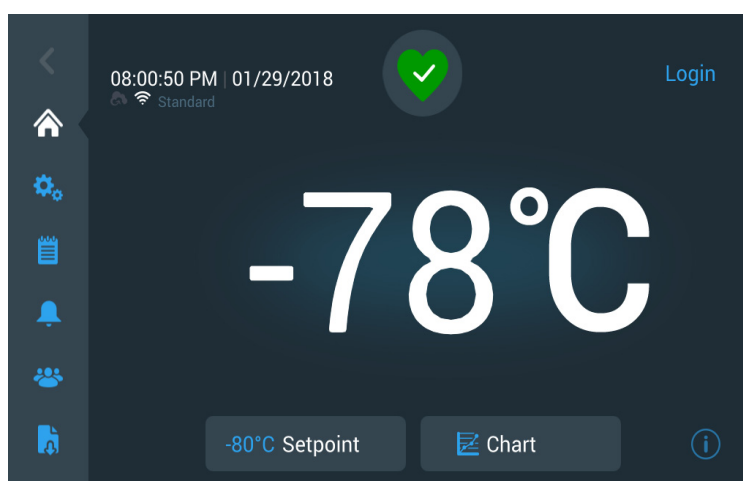 08:00:50 PM | 01/29/2018
Login
Standard
-78°C
-80°C Setpoint
Chart